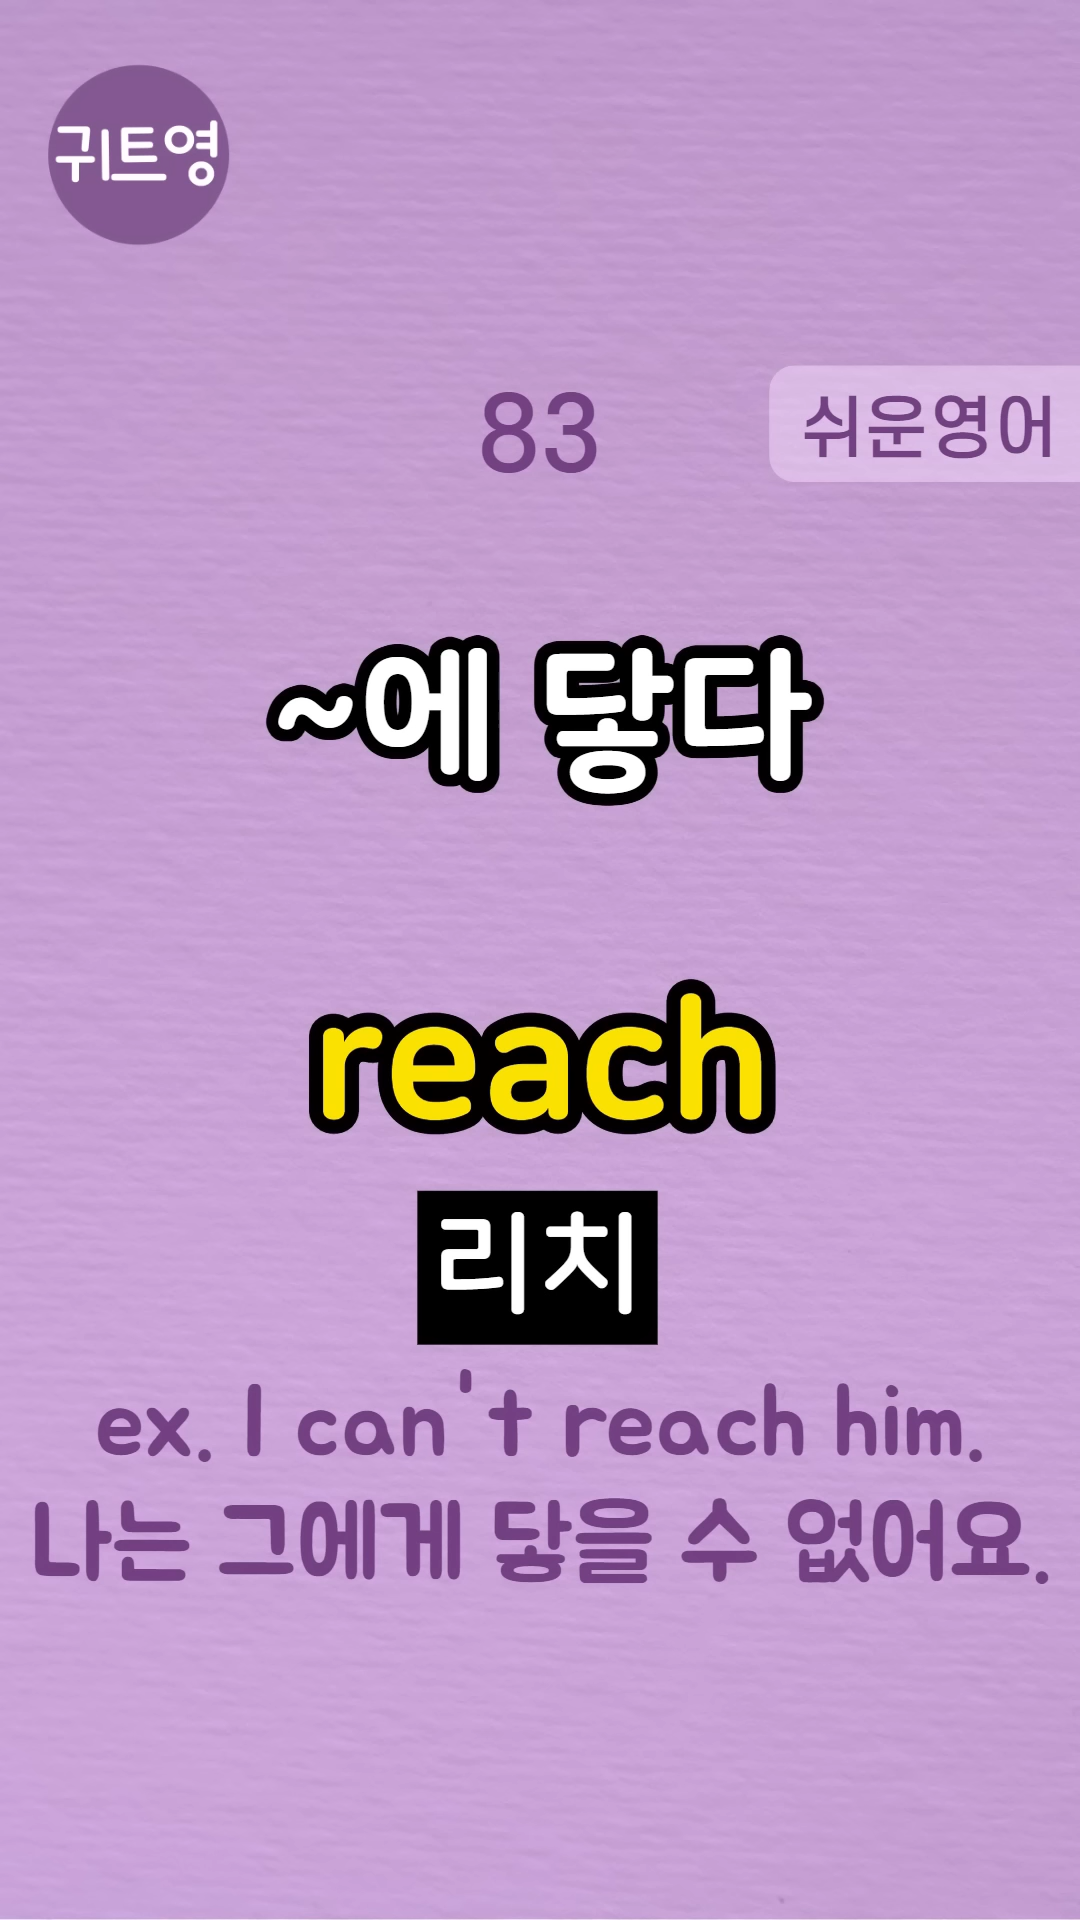 귀트영
83
쉬운영어
~에 닿다
reach
리치
ex. I can't reach him.
나는 그에게 닿을 수 없어요.